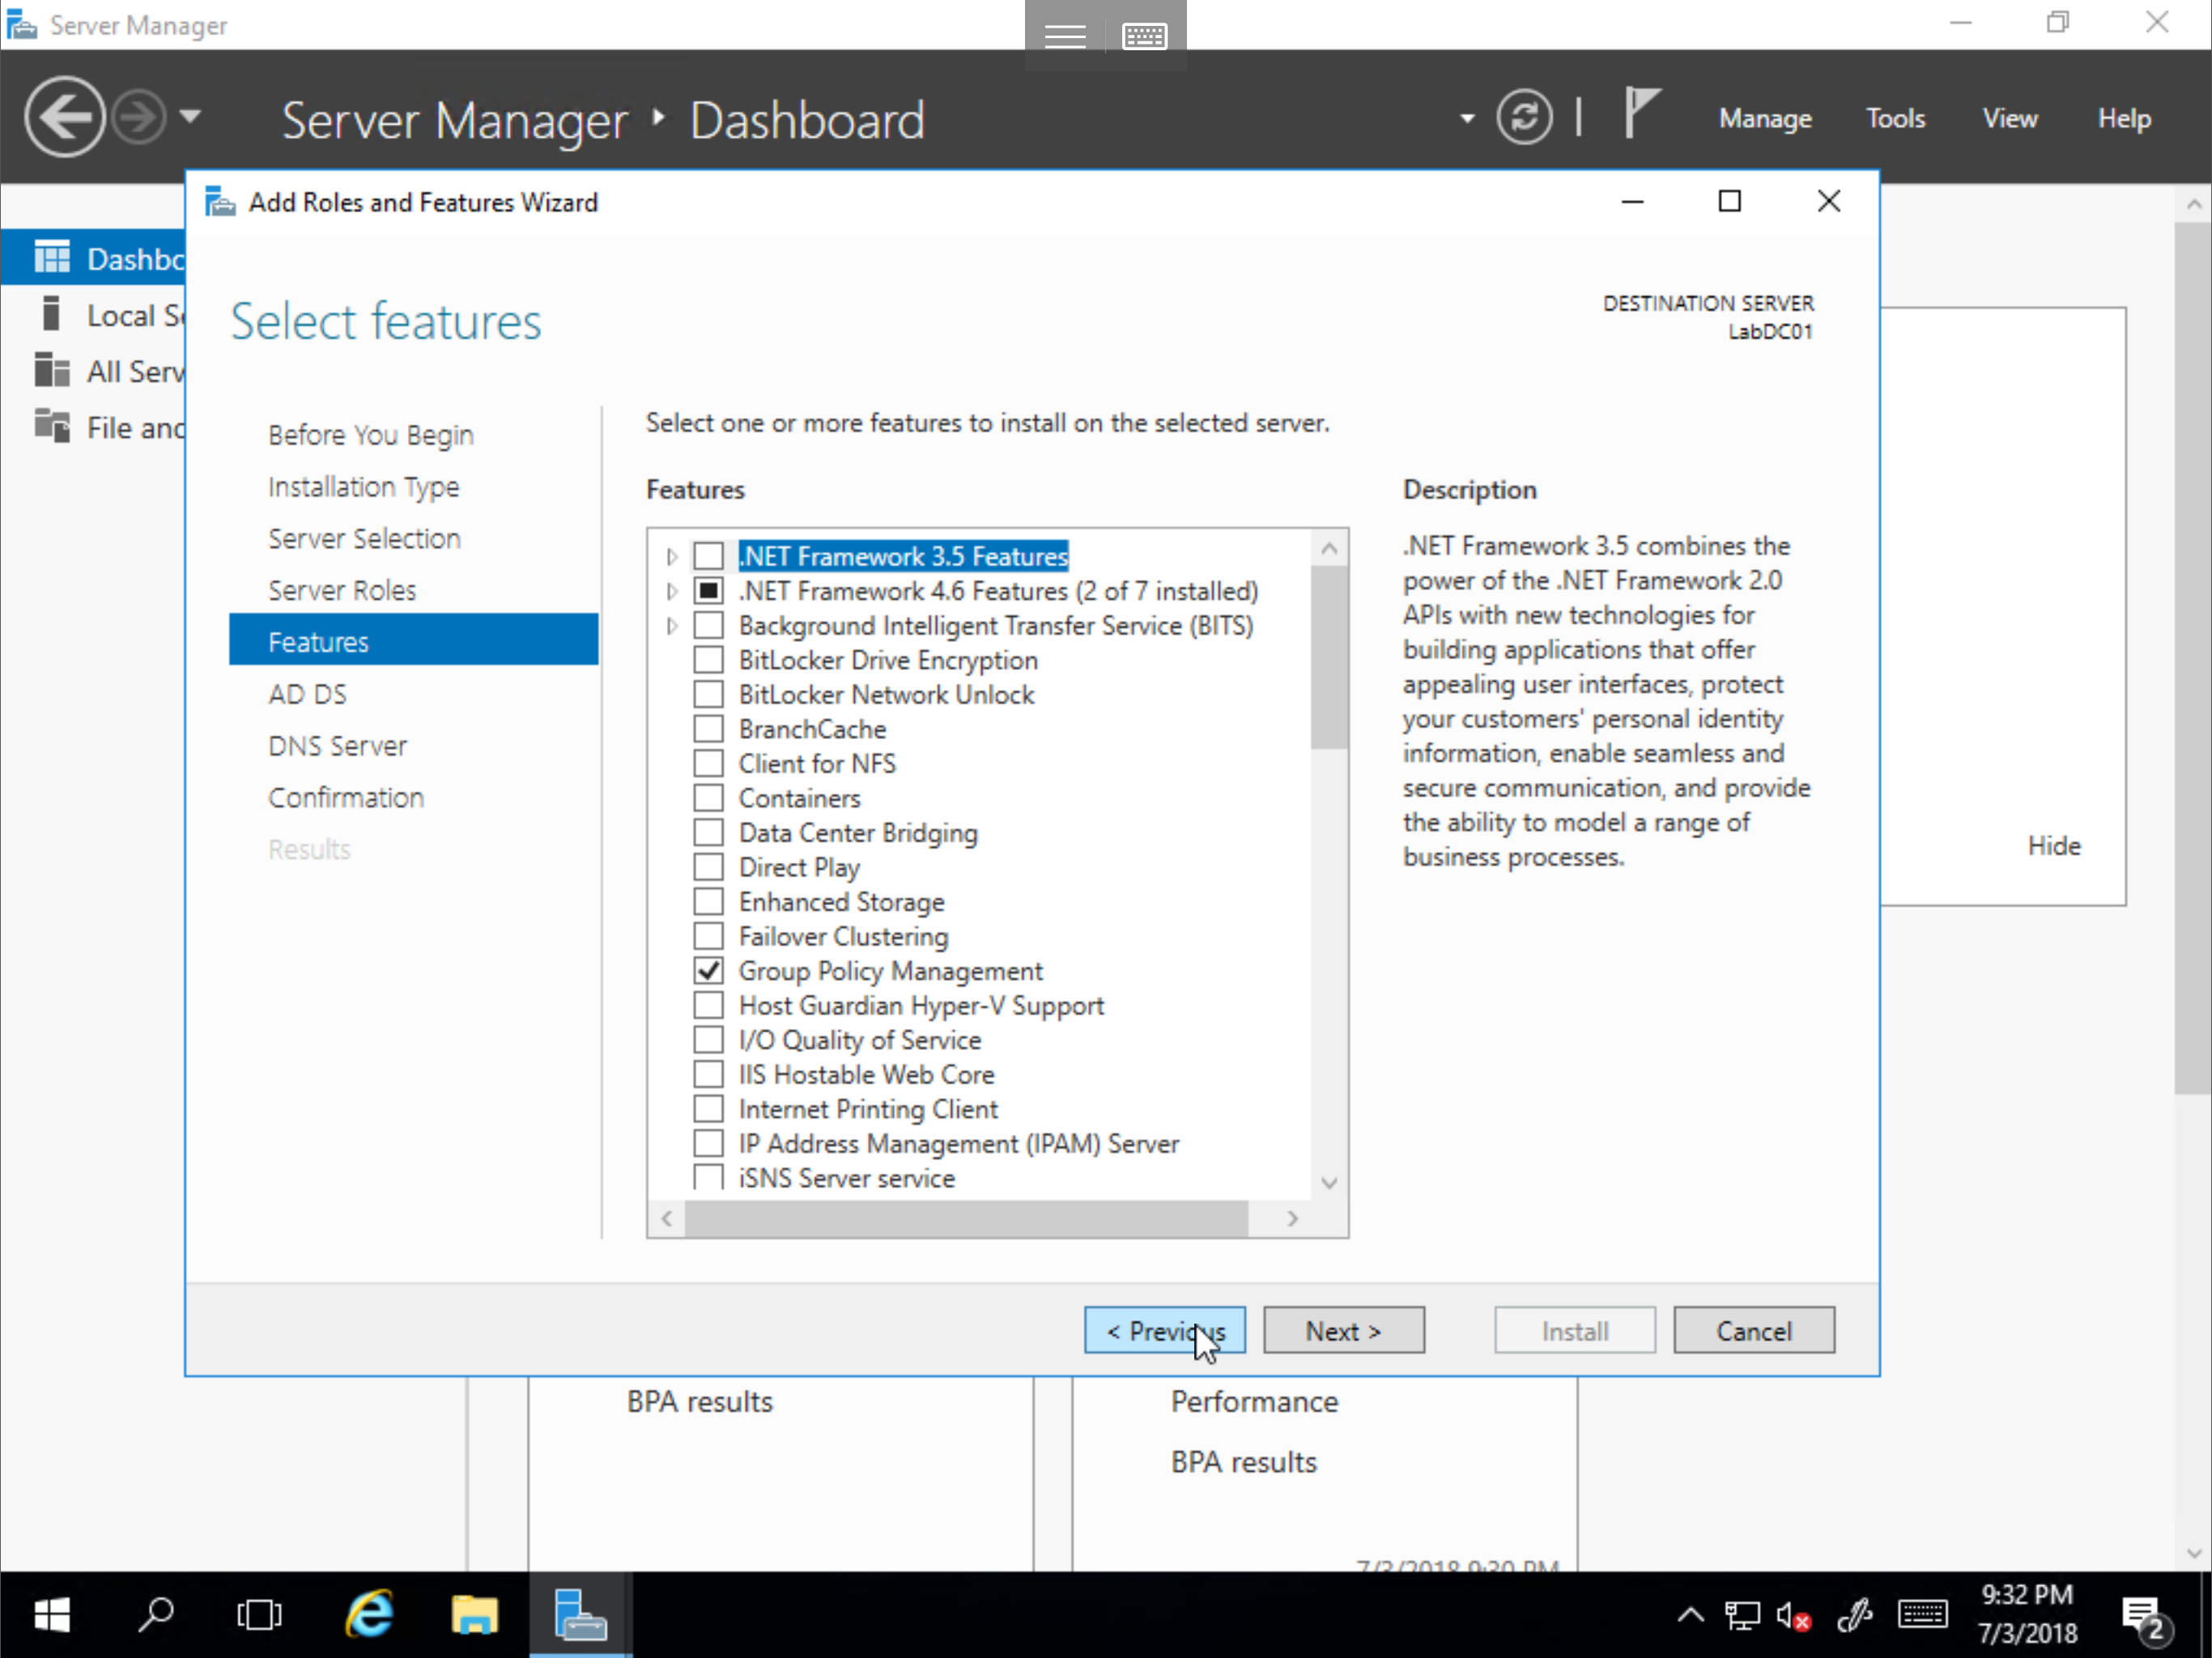 Server Manager
Server Manager ‣ Dashboard
Manage
Tools
View
Help
Dashbo
Local Se
All Serv
File and
Add Roles and Features Wizard
Select features
DESTINATION SERVER
LabDC01
Before You Begin
Installation Type
Server Selection
Server Roles
Features
AD DS
DNS Server
Confirmation
Results
Select one or more features to install on the selected server.
Features
.NET Framework 3.5 Features
.NET Framework 4.6 Features (2 of 7 installed)
Background Intelligent Transfer Service (BITS)
BitLocker Drive Encryption
BitLocker Network Unlock
BranchCache
Client for NFS
Containers
Data Center Bridging
Direct Play
Enhanced Storage
Failover Clustering
Group Policy Management
Host Guardian Hyper-V Support
I/O Quality of Service
IIS Hostable Web Core
Internet Printing Client
IP Address Management (IPAM) Server
iSNS Server service
Description
.NET Framework 3.5 combines the
power of the .NET Framework 2.0
APIs with new technologies for
building applications that offer
appealing user interfaces, protect
your customers' personal identity
information, enable seamless and
secure communication, and provide
the ability to model a range of
business processes.
Hide
< Previous
Next >
Install
Cancel
BPA results
Performance
BPA results
7/3/2018 9:30 PM
9:32 PM
7/3/2018
2